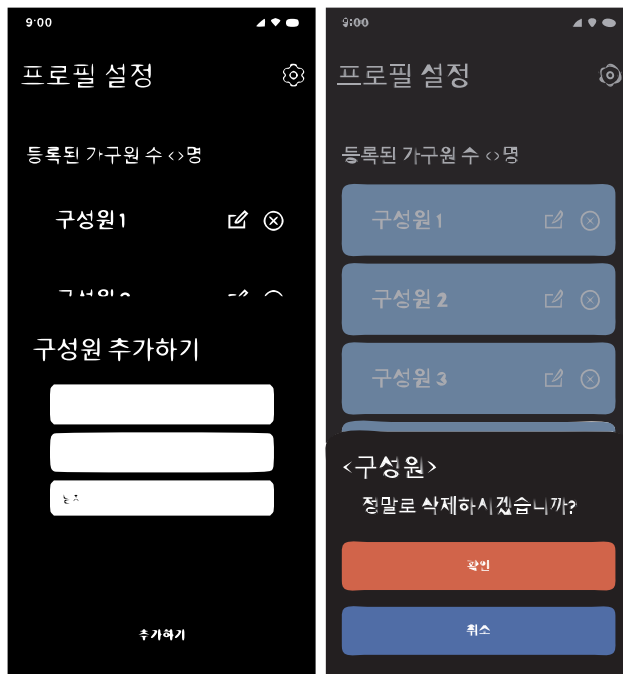 9:00
프로필 설정
등록된 가구원 수 <>명
구성원 1
구성원 추가하기
추가하기
9:00
프로필 설정
등록된 가구원 수 <>명
구성원 1
구성원 2
구성원 3
<구성원>
정말로 삭제하시겠습니까?
확인
취소